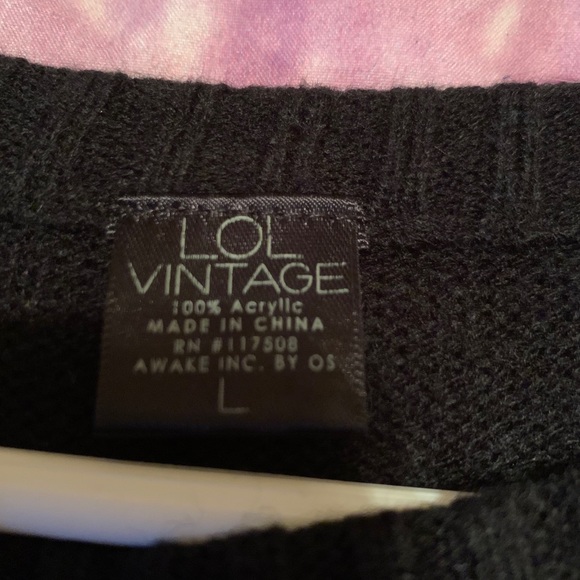 LOL
VINTAGE
100% Acrylic
MADE IN CHINA
RN #117508
AWAKE INC. BY OS
L